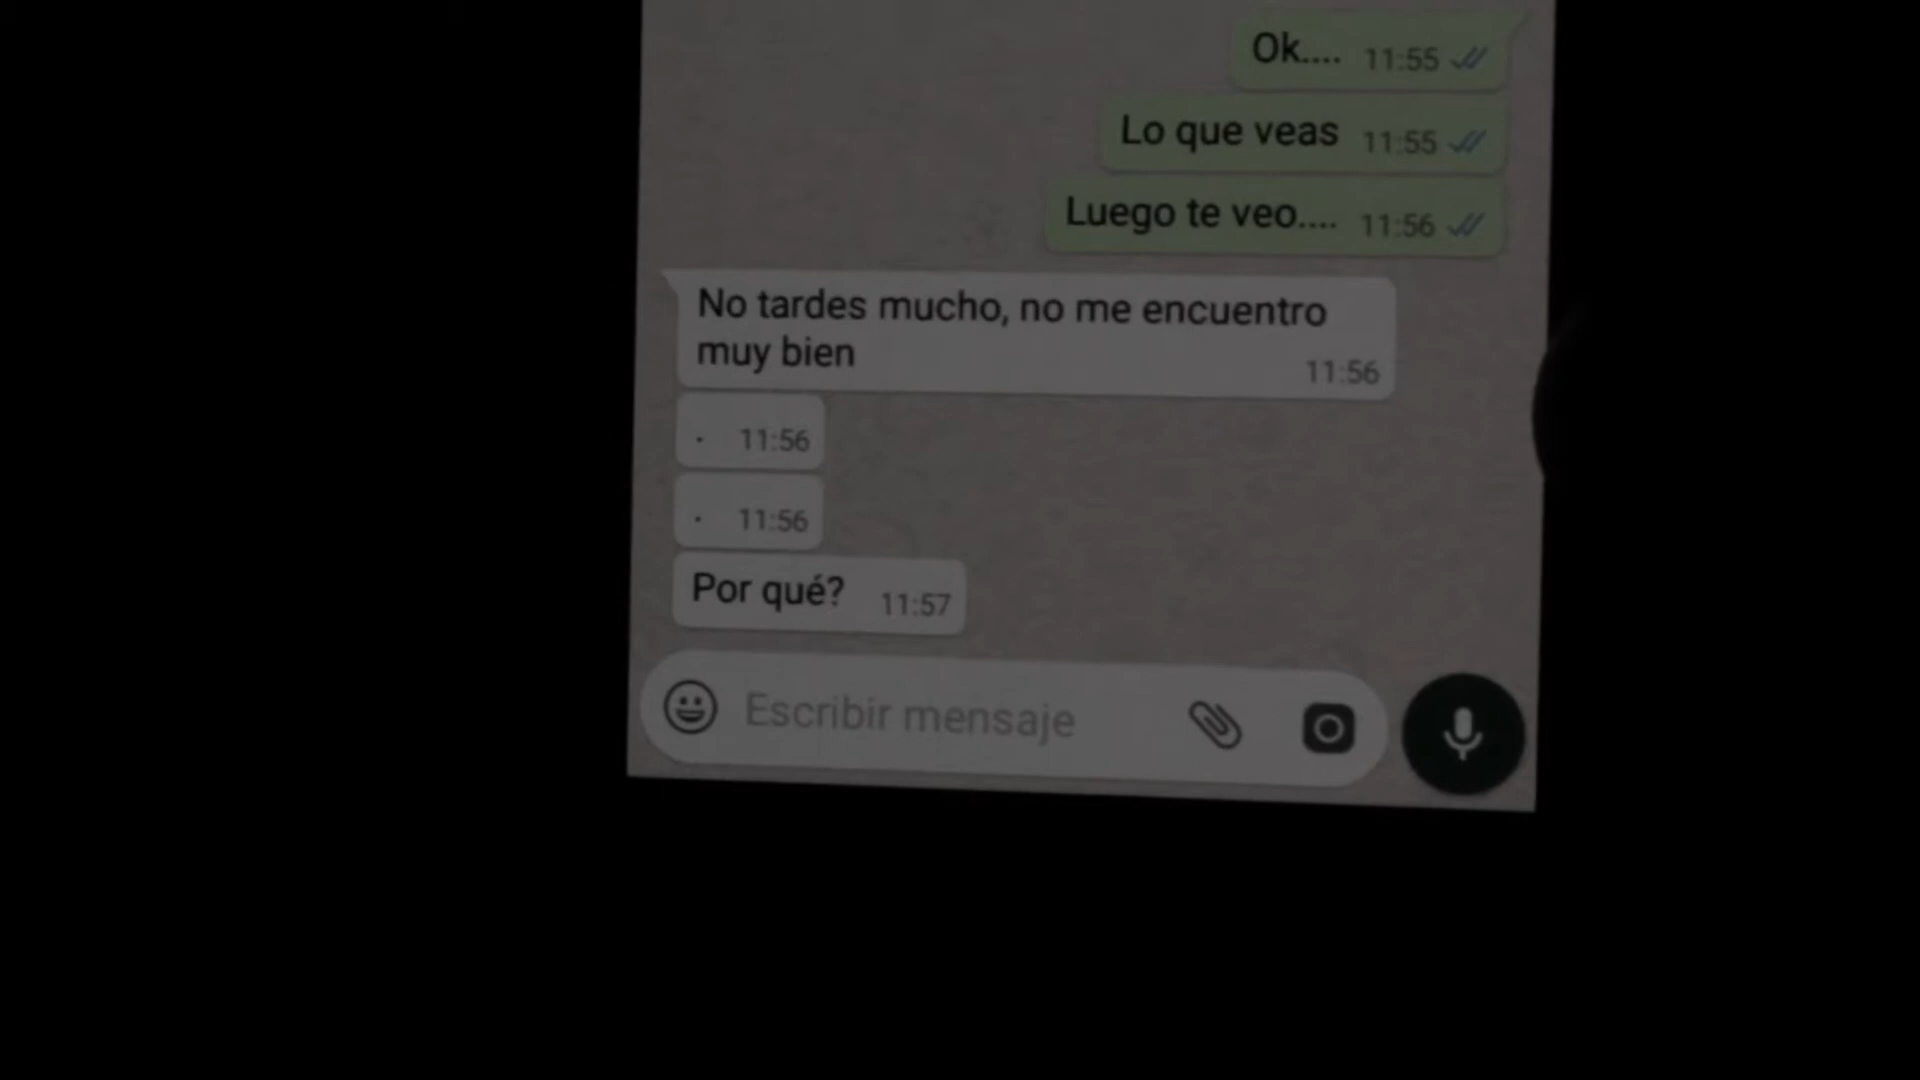 Ok.... 11:55
Lo que veas 11:55
Luego te veo.... 11:56
No tardes mucho, no me encuentro
muy bien 11:56
. 11:56
. 11:56
Por qué? 11:57
Escribir mensaje